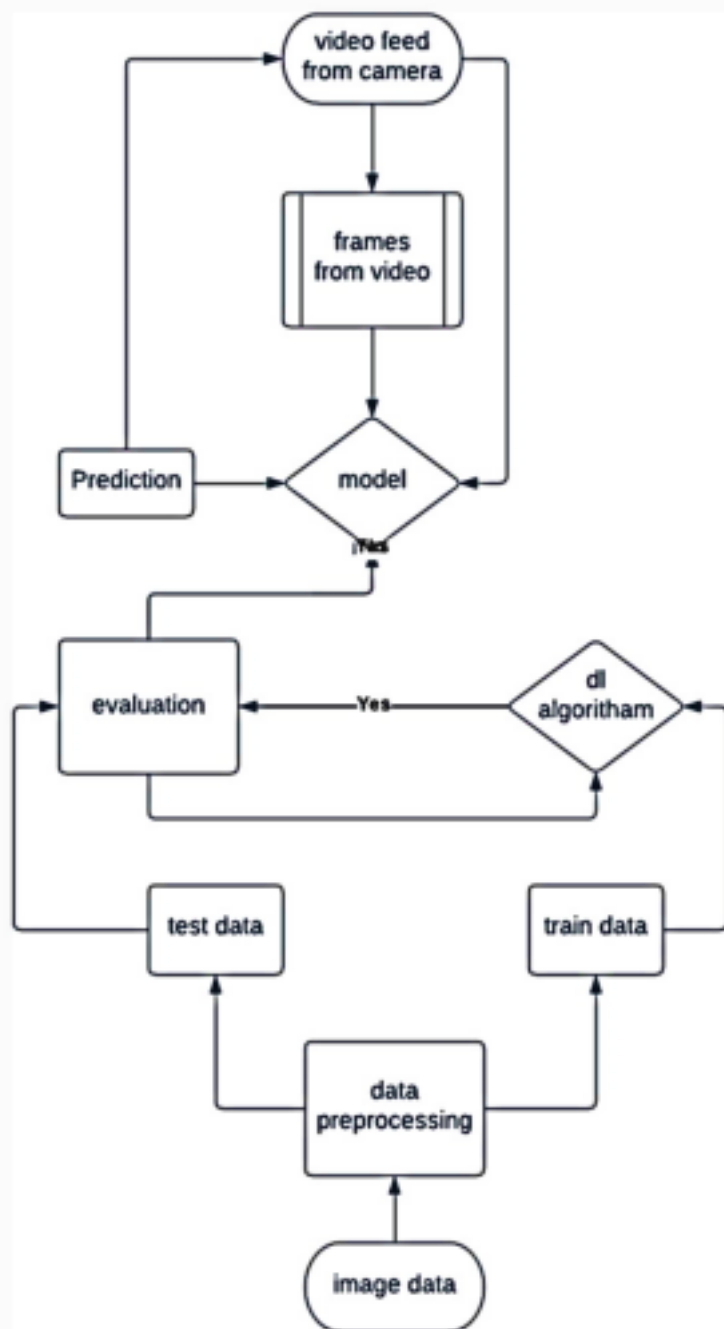 video feed
from camera
frames
from video
Prediction
model
evaluation
Yes
dl
algoritham
test data
train data
data
preprocessing
image data